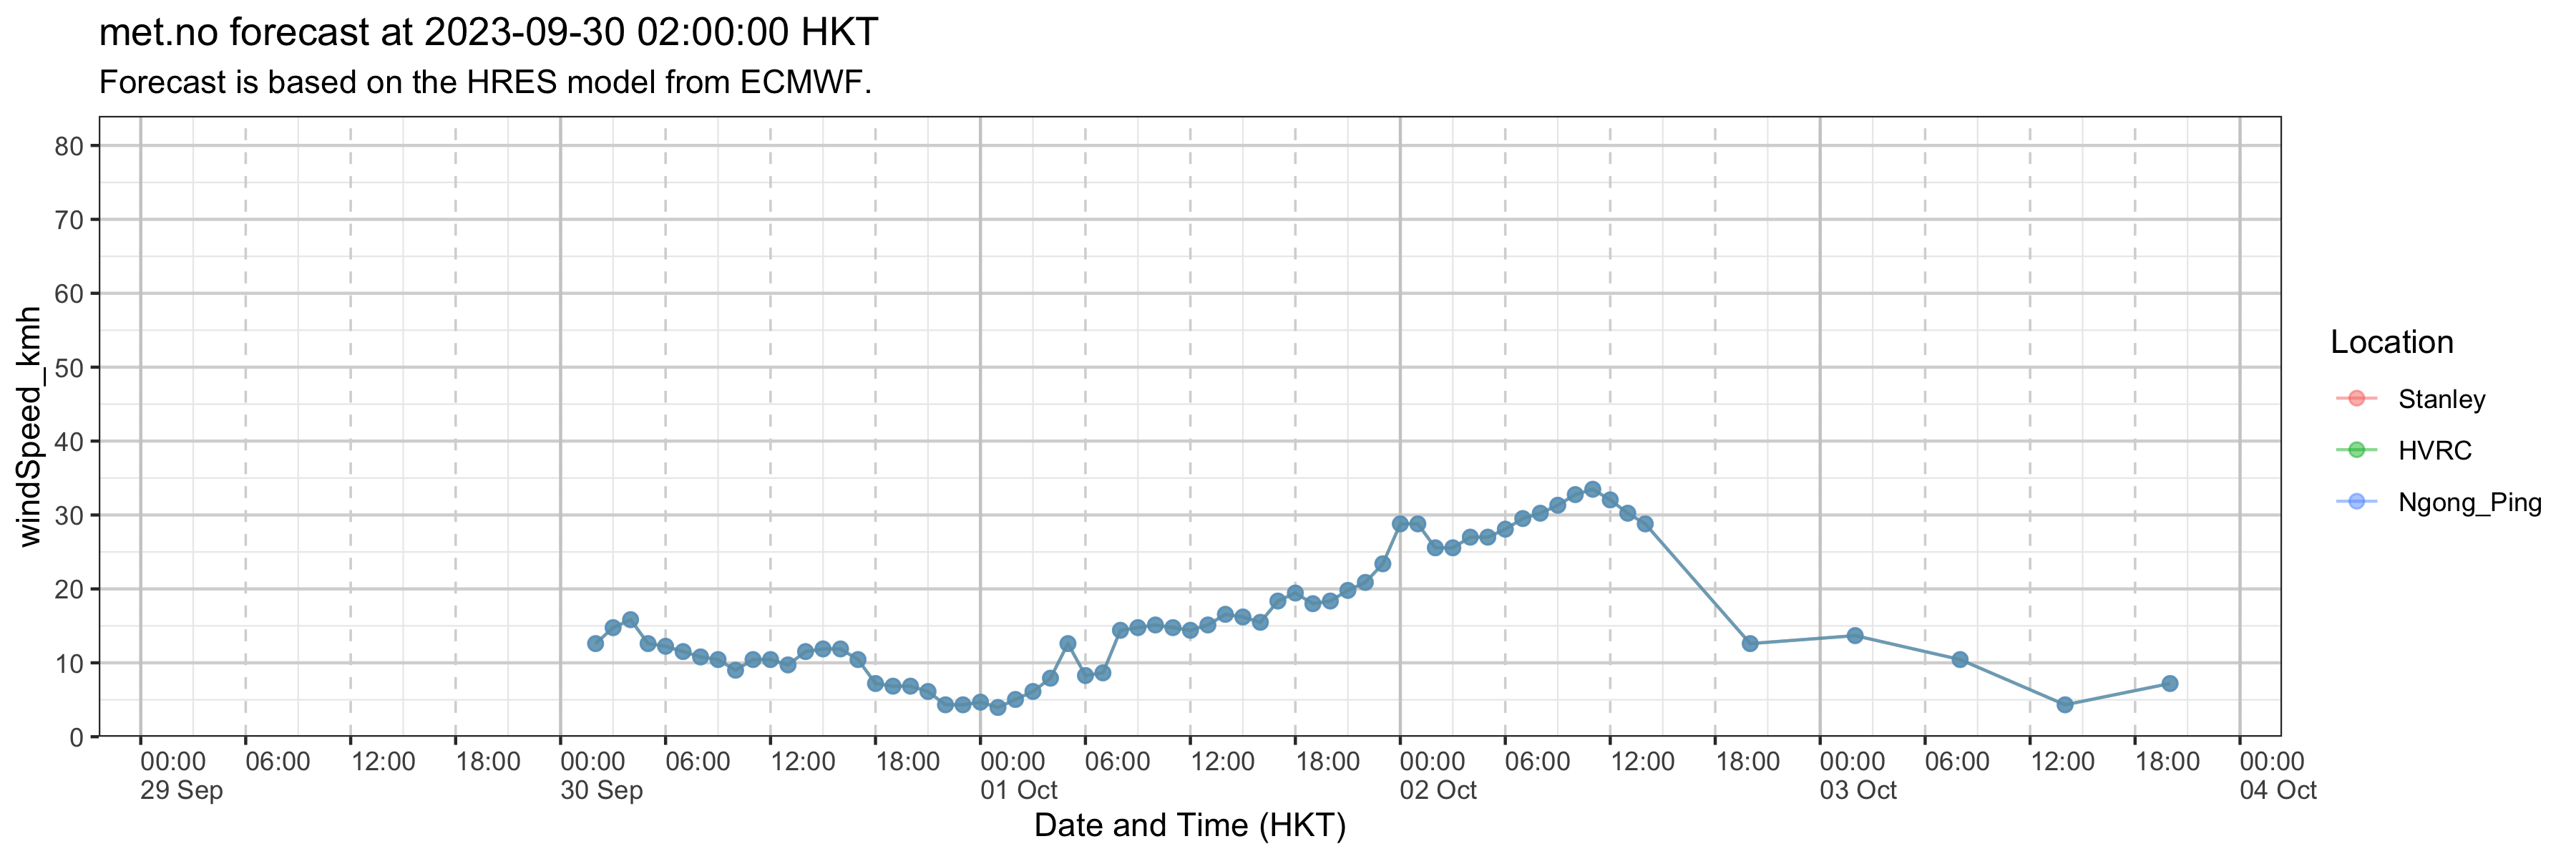 met.no forecast at 2023-09-30 02:00:00 HKT
Forecast is based on the HRES model from ECMWF.
windSpeed_kmh
80
70
60
50
40
30
20
10
0
00:00 06:00 12:00 18:00 00:00 06:00 12:00 18:00 00:00 06:00 12:00 18:00 00:00 06:00 12:00 18:00 00:00 06:00 12:00 18:00 00:00
29 Sep 30 Sep 01 Oct 02 Oct 03 Oct 04 Oct
Date and Time (HKT)
Location
Stanley
HVRC
Ngong_Ping